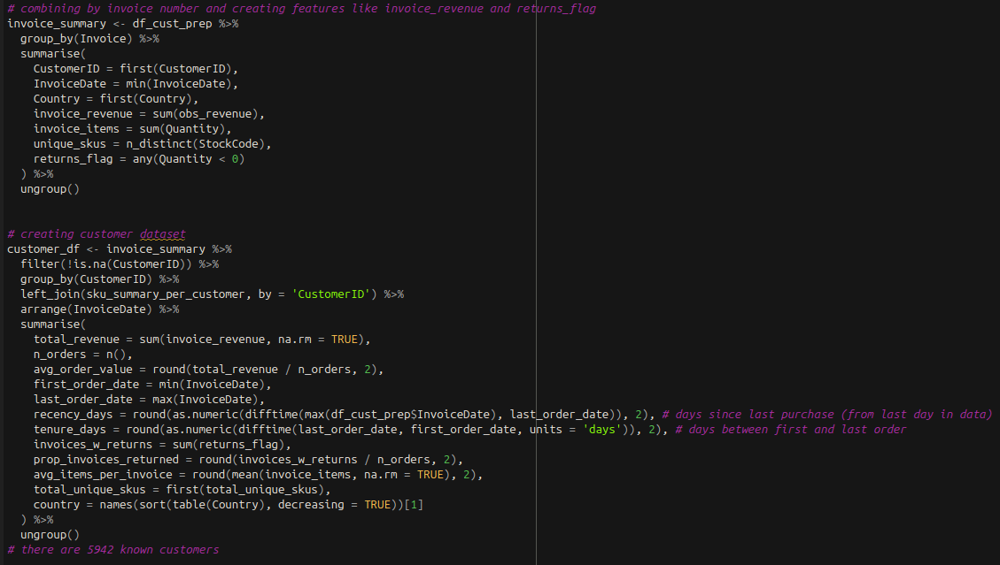 # combining by invoice number and creating features like invoice_revenue and returns_flag
invoice_summary <- df_cust_prep %>%
  group_by(Invoice) %>%
  summarise(
    CustomerID = first(CustomerID),
    InvoiceDate = min(InvoiceDate),
    Country = first(Country),
    invoice_revenue = sum(obs_revenue),
    invoice_items = sum(Quantity),
    unique_skus = n_distinct(StockCode),
    returns_flag = any(Quantity < 0)
  ) %>%
  ungroup()
# creating customer dataset
customer_df <- invoice_summary %>%
  filter(!is.na(CustomerID)) %>%
  group_by(CustomerID) %>%
  left_join(sku_summary_per_customer, by = 'CustomerID') %>%
  arrange(InvoiceDate) %>%
  summarise(
    total_revenue = sum(invoice_revenue, na.rm = TRUE),
    n_orders = n(),
    avg_order_value = round(total_revenue / n_orders, 2),
    first_order_date = min(InvoiceDate),
    last_order_date = max(InvoiceDate),
    recency_days = round(as.numeric(difftime(max(df_cust_prep$InvoiceDate), last_order_date)), 2), # days since last purchase (from last day in data)
    tenure_days = round(as.numeric(difftime(last_order_date, first_order_date, units = 'days')), 2), # days between first and last order
    invoices_w_returns = sum(returns_flag),
    prop_invoices_returned = round(invoices_w_returns / n_orders, 2),
    avg_items_per_invoice = round(mean(invoice_items, na.rm = TRUE), 2),
    total_unique_skus = first(total_unique_skus),
    country = names(sort(table(Country), decreasing = TRUE))[1]
  ) %>%
  ungroup()
# there are 5942 known customers